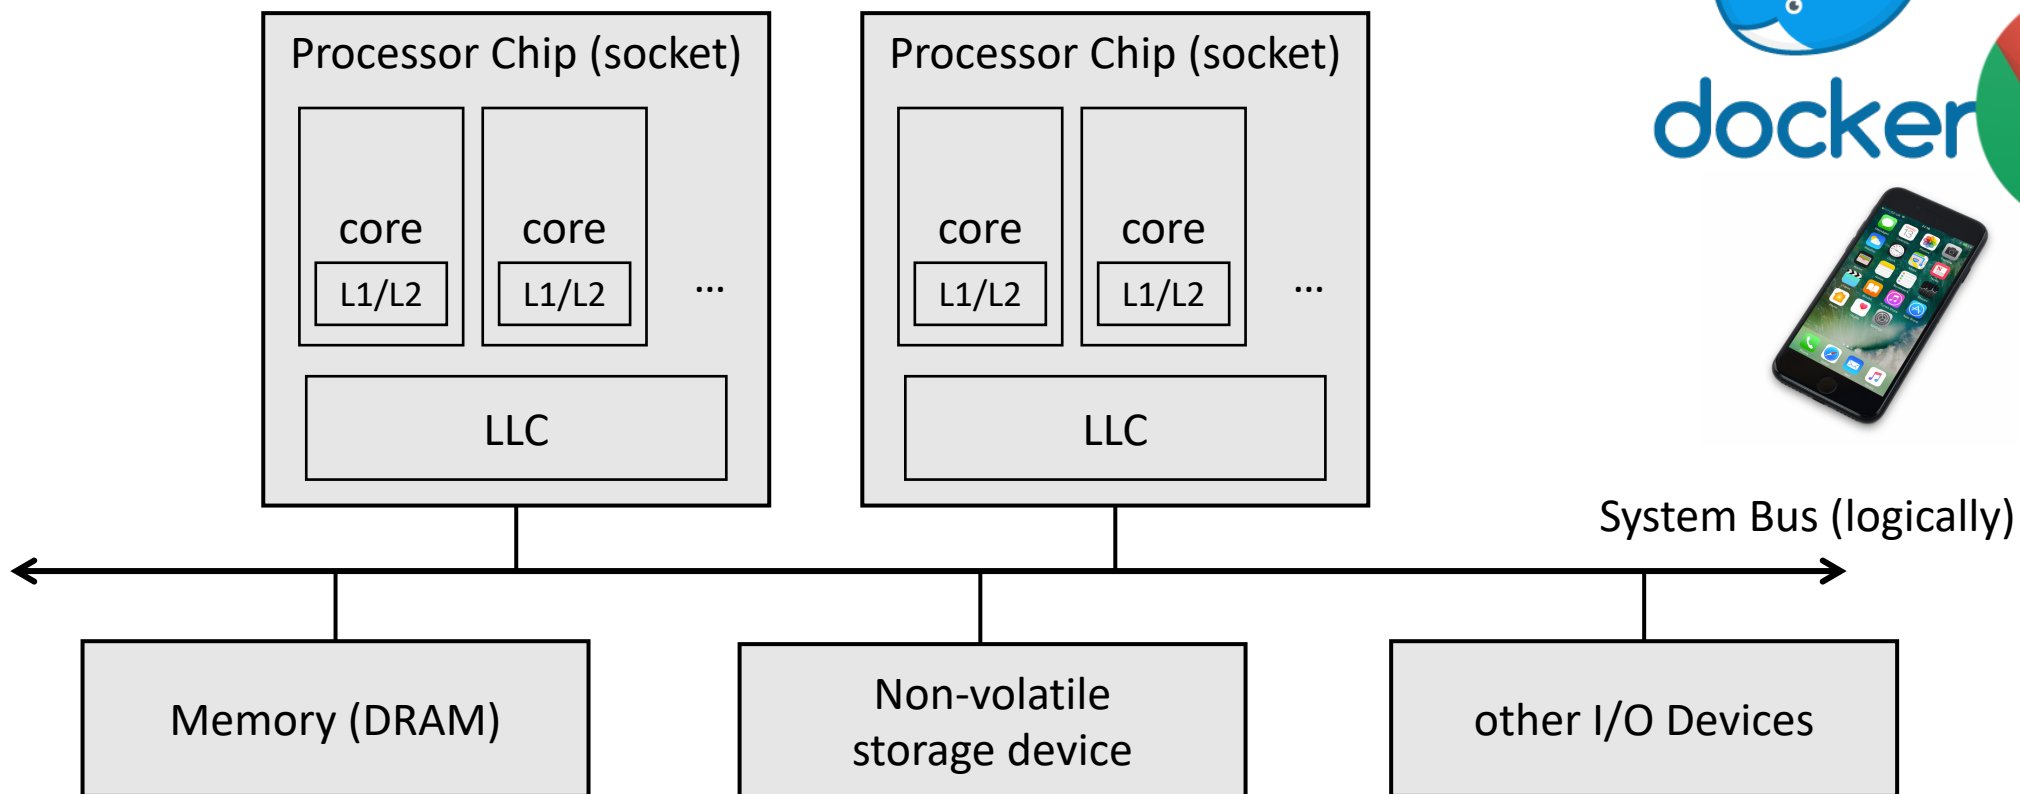 Processor Chip (socket)
core
L1/L2
core
L1/L2
...
LLC
Processor Chip (socket)
core
L1/L2
core
L1/L2
...
LLC
docker
System Bus (logically)
Memory (DRAM)
Non-volatile
storage device
other I/O Devices